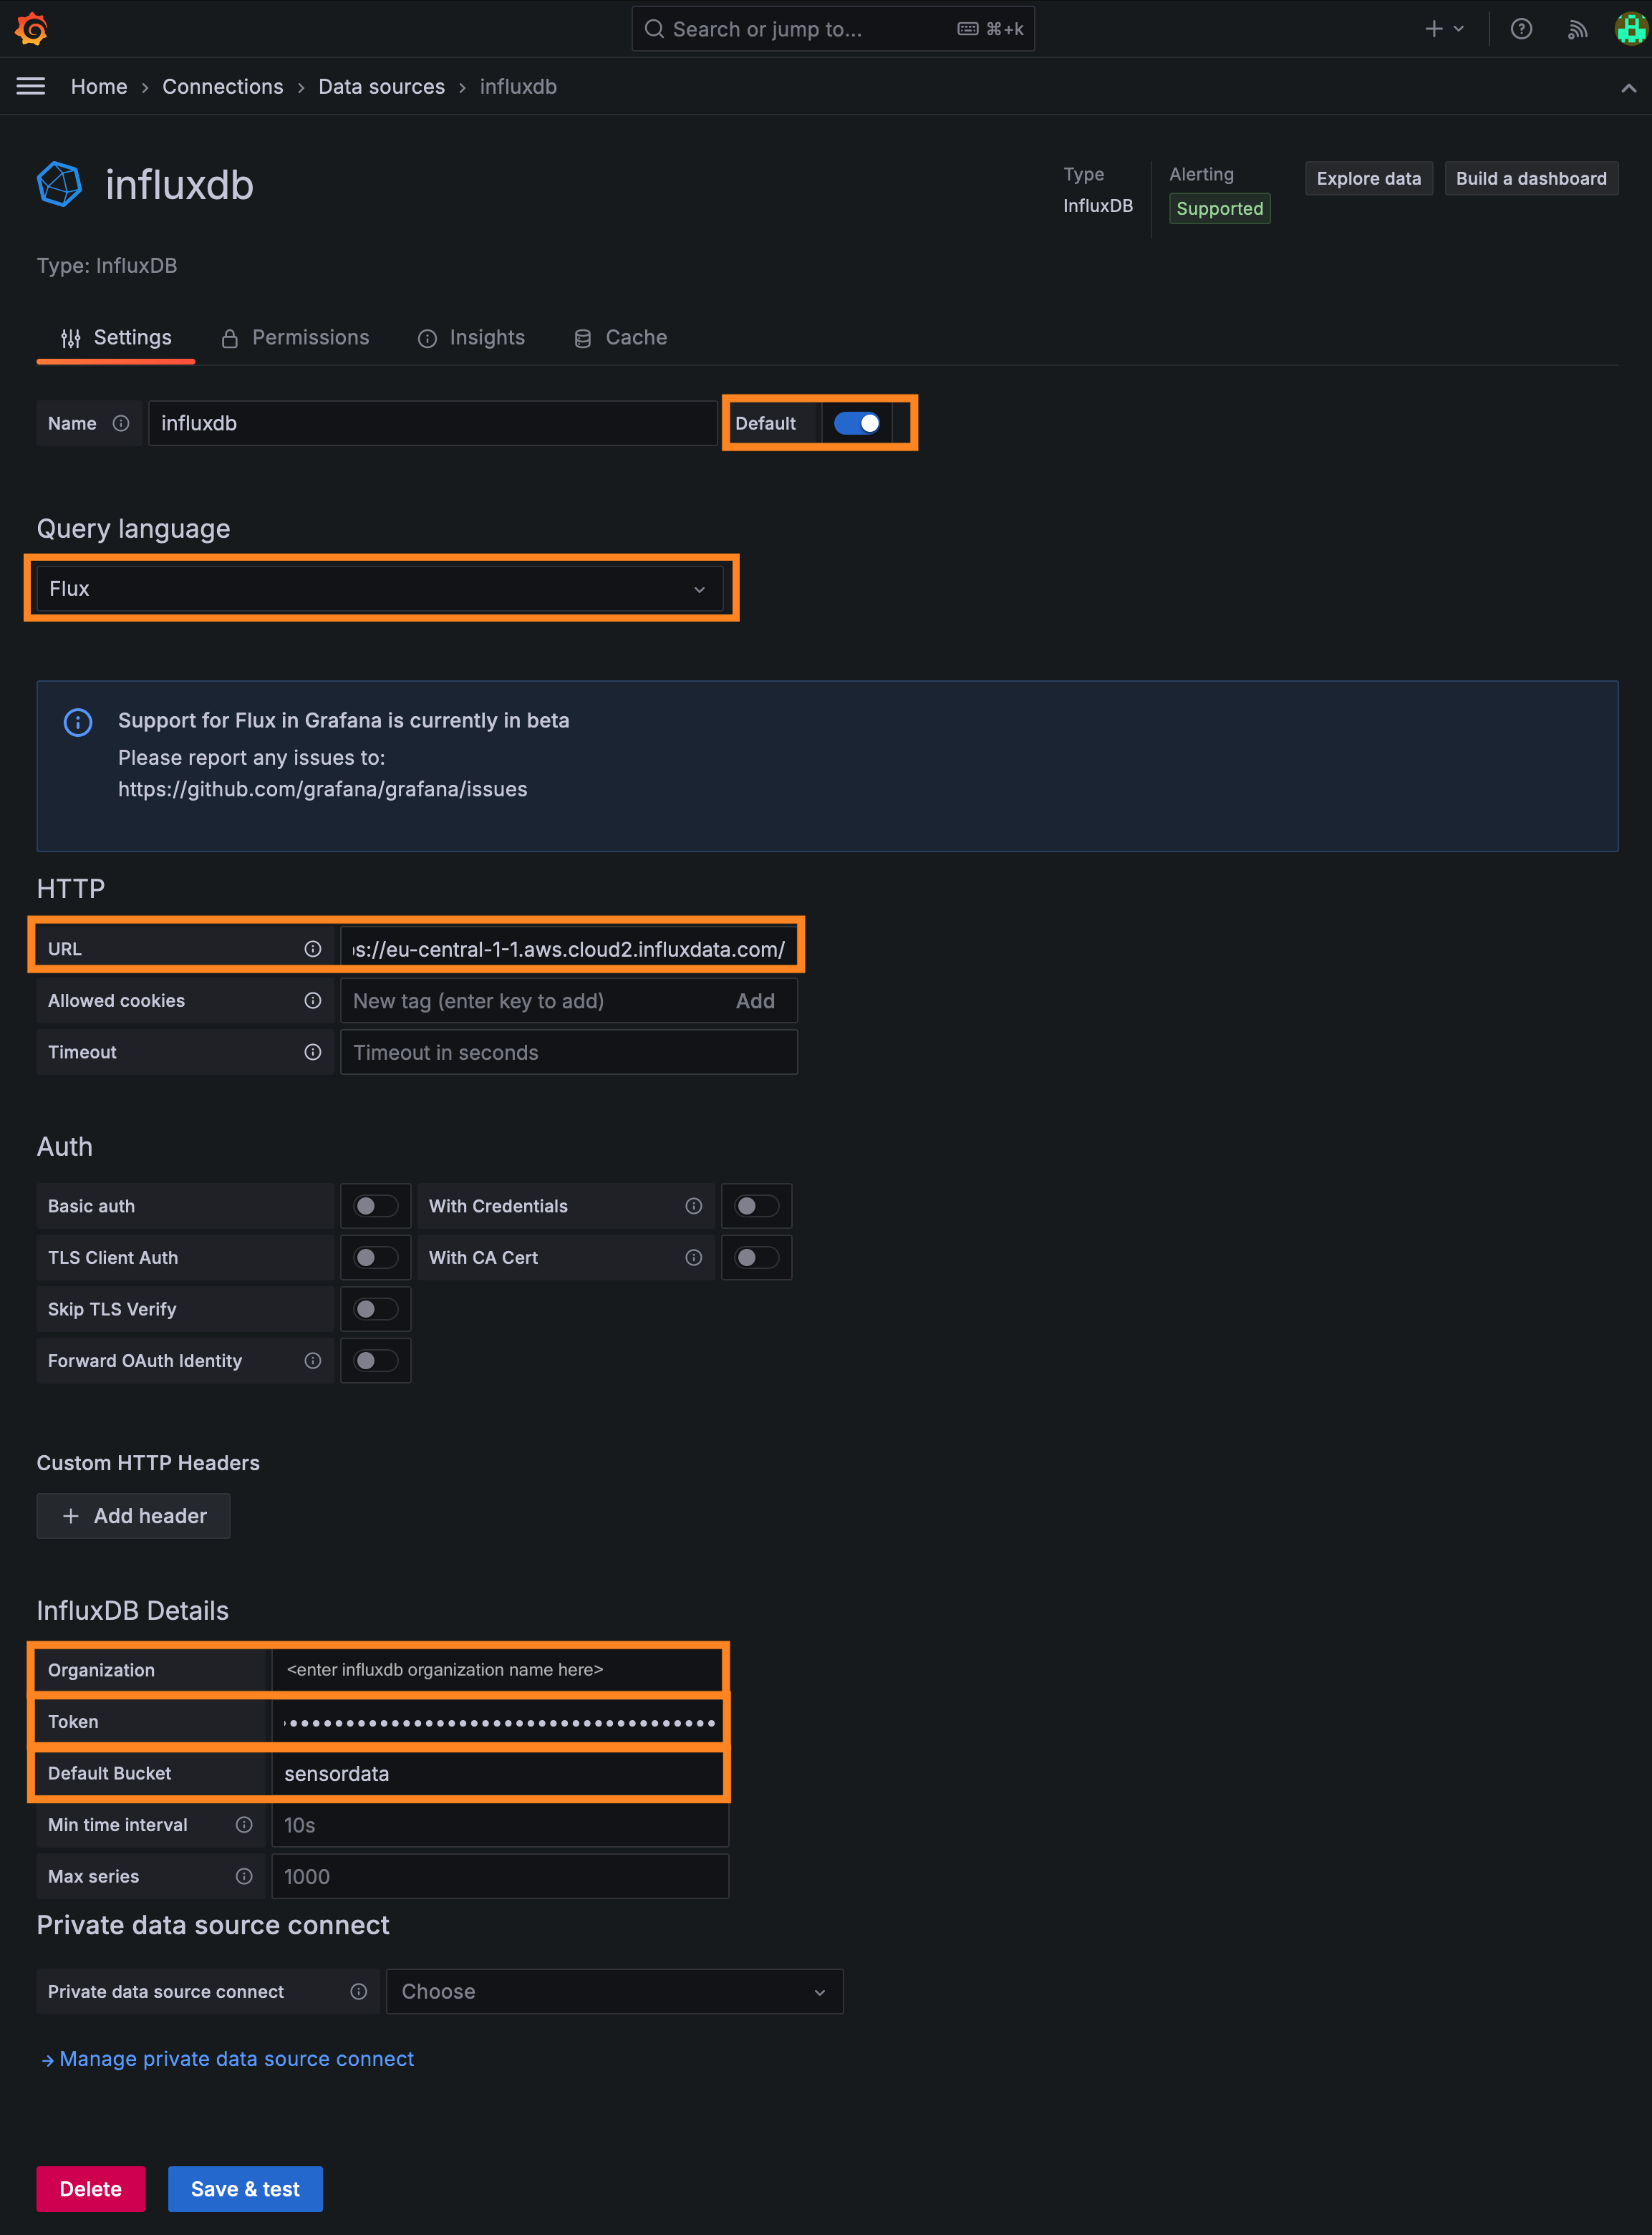 Search or jump to... ⌘+k
Home › Connections › Data sources › influxdb
influxdb
Type
InfluxDB
Alerting
Supported
Explore data
Build a dashboard
Type: InfluxDB
Settings Permissions Insights Cache
Name influxdb Default
Query language
Flux
Support for Flux in Grafana is currently in beta
Please report any issues to:
https://github.com/grafana/grafana/issues
HTTP
URL s://eu-central-1-1.aws.cloud2.influxdata.com/
Allowed cookies New tag (enter key to add) Add
Timeout Timeout in seconds
Auth
Basic auth With Credentials
TLS Client Auth With CA Cert
Skip TLS Verify
Forward OAuth Identity
Custom HTTP Headers
+ Add header
InfluxDB Details
Organization <enter influxdb organization name here>
Token
Default Bucket sensordata
Min time interval 10s
Max series 1000
Private data source connect
Private data source connect Choose
→ Manage private data source connect
Delete Save & test